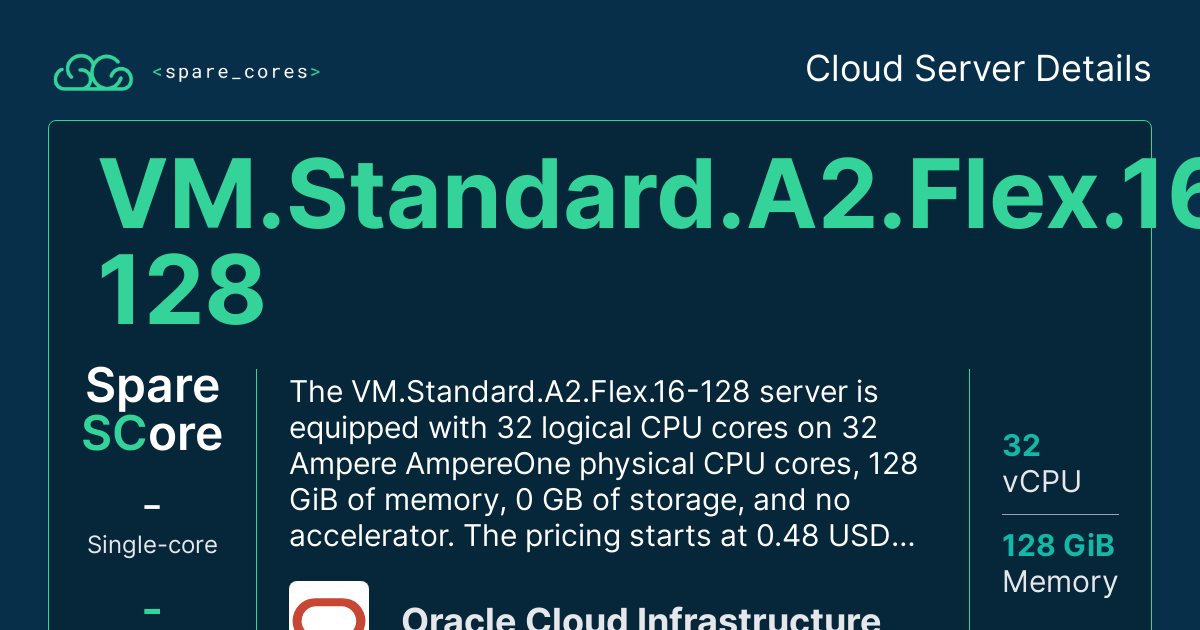 <spare_cores>
Cloud Server Details
VM.Standard.A2.Flex.16
128
Spare
SCore
-
Single-core
-
The VM.Standard.A2.Flex.16-128 server is
equipped with 32 logical CPU cores on 32
Ampere AmpereOne physical CPU cores, 128
GiB of memory, 0 GB of storage, and no
accelerator. The pricing starts at 0.48 USD...
Oracle Cloud Infrastructure
32
vCPU
128 GiB
Memory